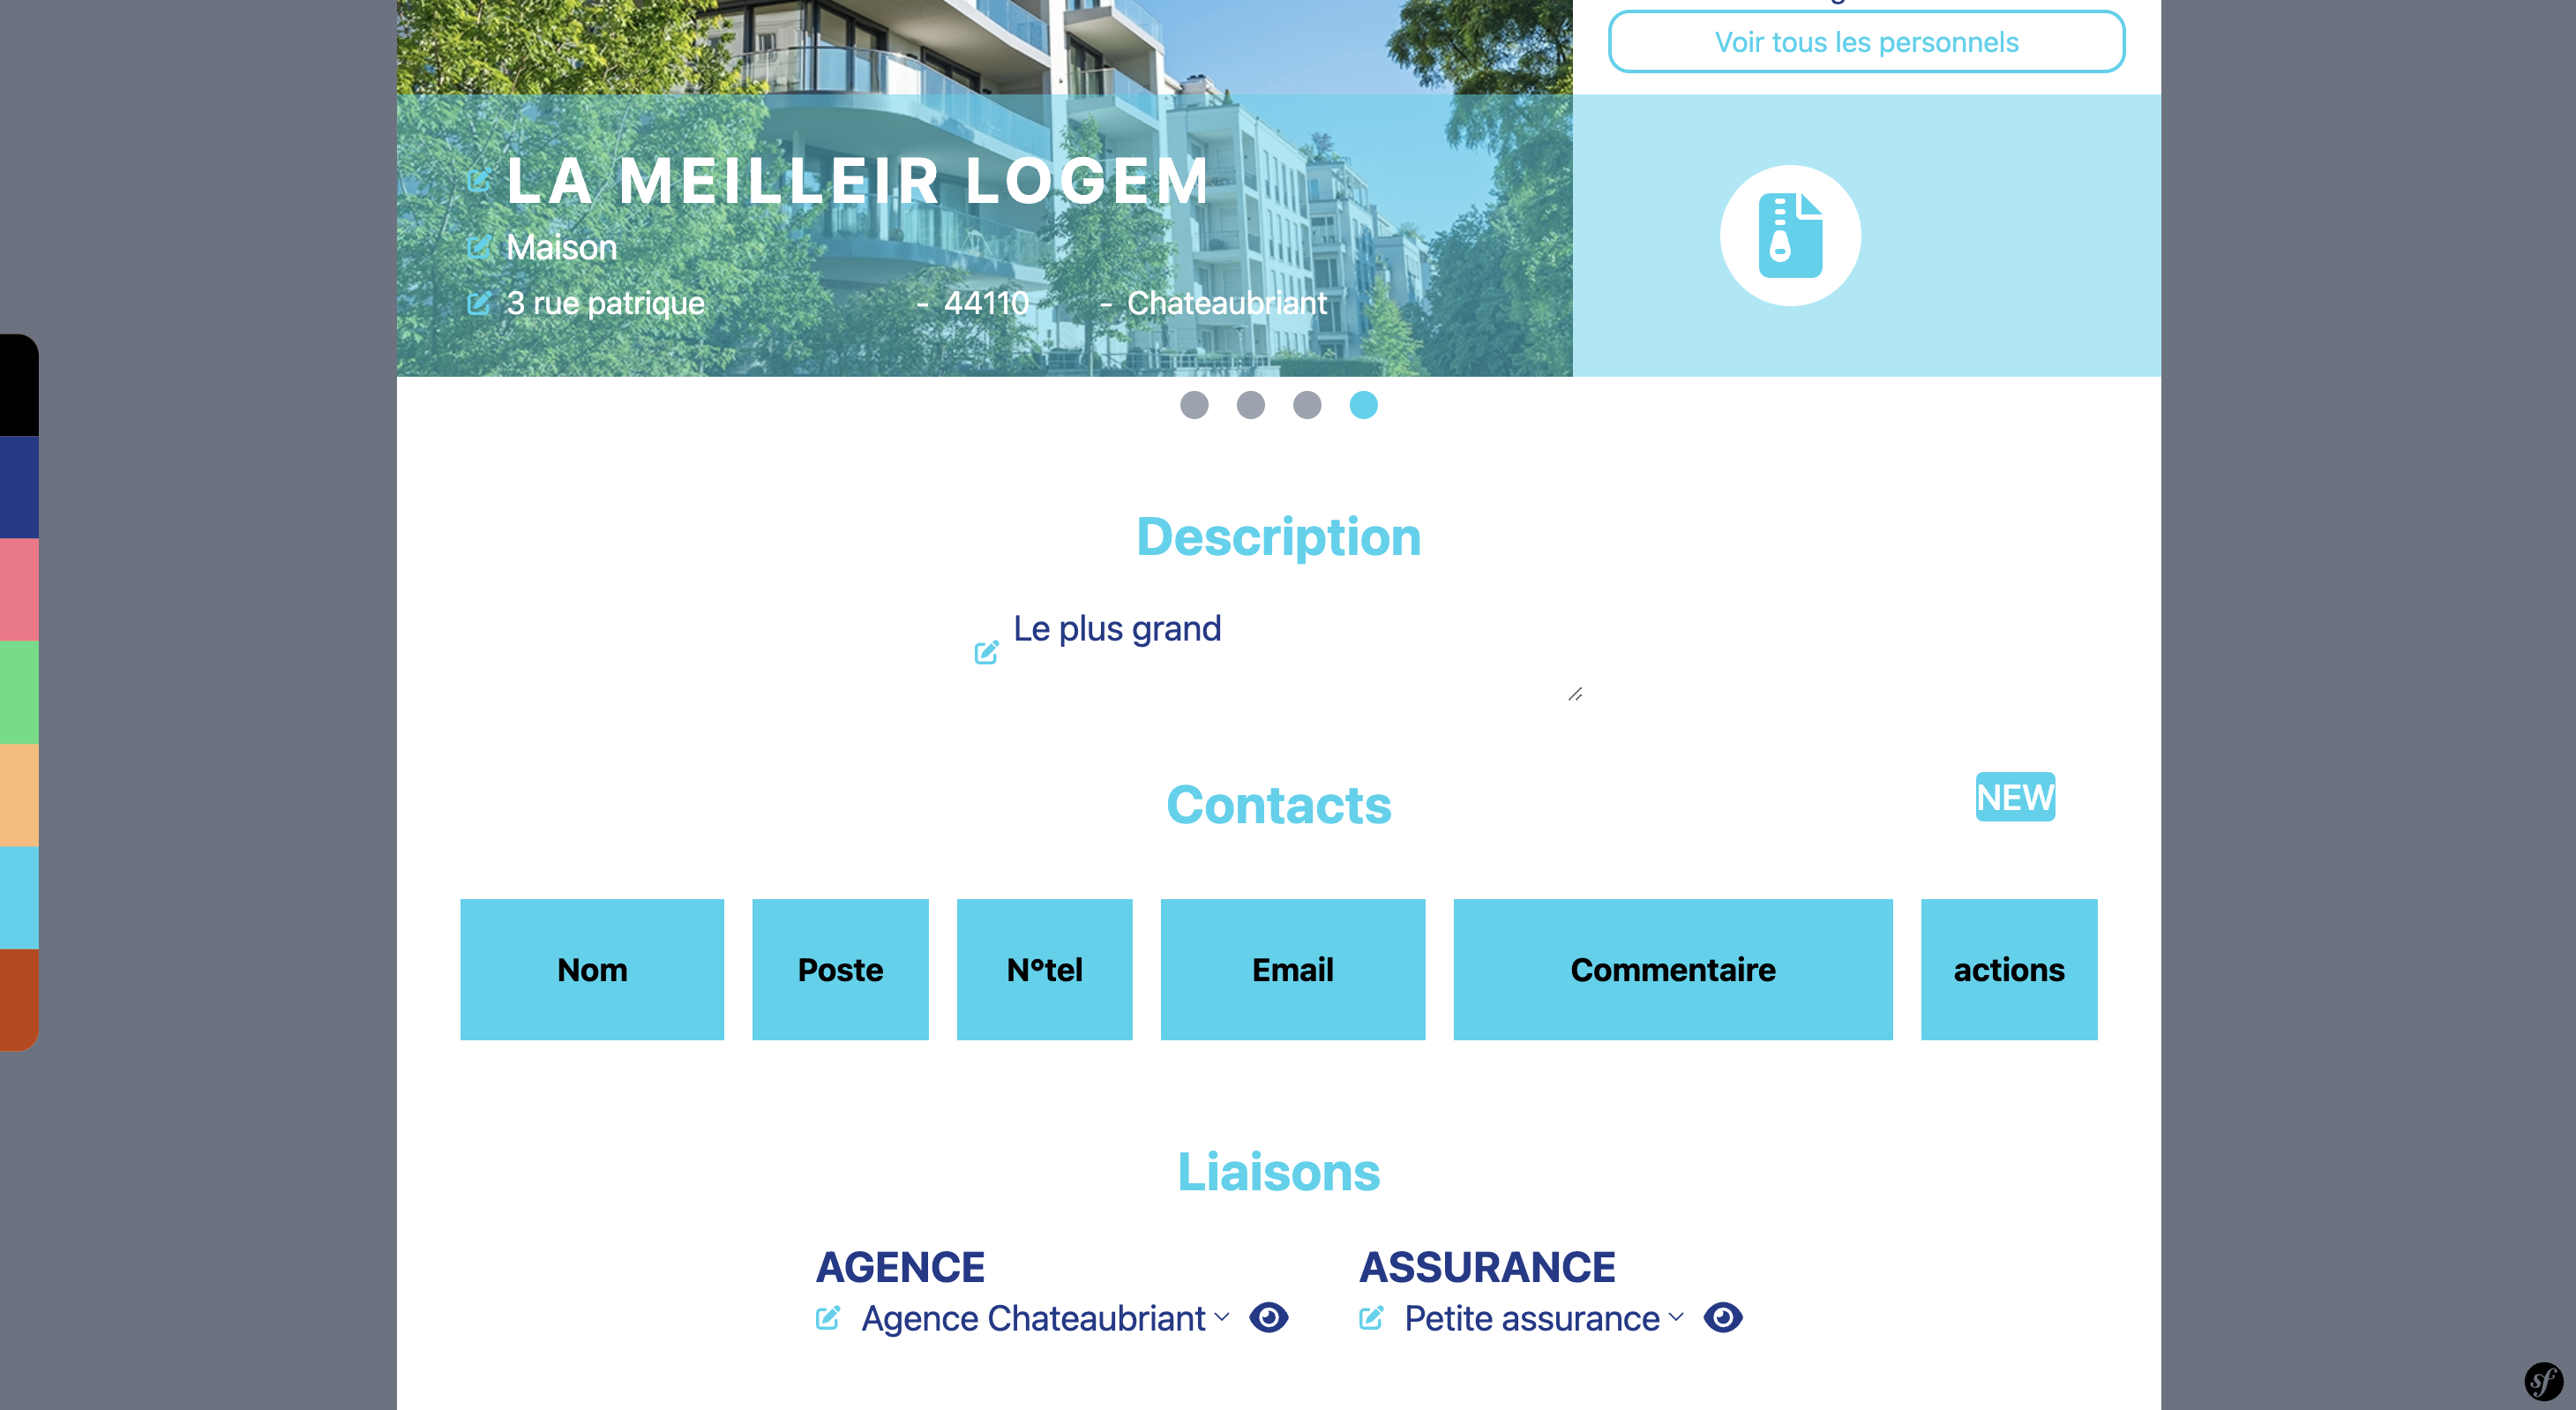 Voir tous les personnels
LA MEILLEIR LOGEM
Maison
3 rue patrique - 44110 - Chateaubriant
Description
Le plus grand
Contacts
NEW
Nom Poste N°tel Email Commentaire actions
Liaisons
AGENCE ASSURANCE
Agence Chateaubriant Petite assurance
sf